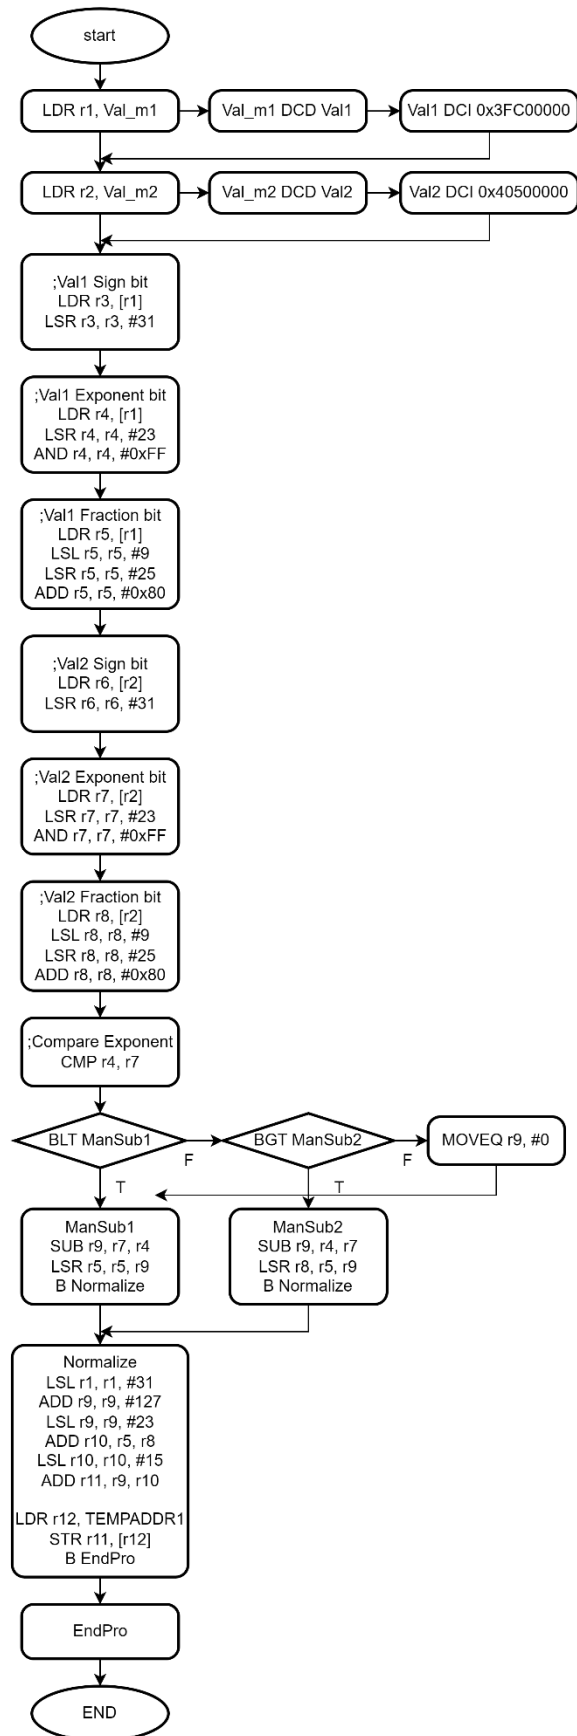 start
LDR r1, Val_m1
Val_m1 DCD Val1
Val1 DCI 0x3FC00000
LDR r2, Val_m2
Val_m2 DCD Val2
Val2 DCI 0x40500000
;Val1 Sign bit
LDR r3, [r1]
LSR r3, r3, #31
;Val1 Exponent bit
LDR r4, [r1]
LSR r4, r4, #23
AND r4, r4, #0xFF
;Val1 Fraction bit
LDR r5, [r1]
LSL r5, r5, #9
LSR r5, r5, #25
ADD r5, r5, #0x80
;Val2 Sign bit
LDR r6, [r2]
LSR r6, r6, #31
;Val2 Exponent bit
LDR r7, [r2]
LSR r7, r7, #23
AND r7, r7, #0xFF
;Val2 Fraction bit
LDR r8, [r2]
LSL r8, r8, #9
LSR r8, r8, #25
ADD r8, r8, #0x80
;Compare Exponent
CMP r4, r7
BLT ManSub1
F
BGT ManSub2
F
MOVEQ r9, #0
T
T
ManSub1
SUB r9, r7, r4
LSR r5, r5, r9
B Normalize
ManSub2
SUB r9, r4, r7
LSR r8, r5, r9
B Normalize
Normalize
LSL r1, r1, #31
ADD r9, r9, #127
LSL r9, r9, #23
ADD r10, r5, r8
LSL r10, r10, #15
ADD r11, r9, r10
LDR r12, TEMPADDR1
STR r11, [r12]
B EndPro
EndPro
END